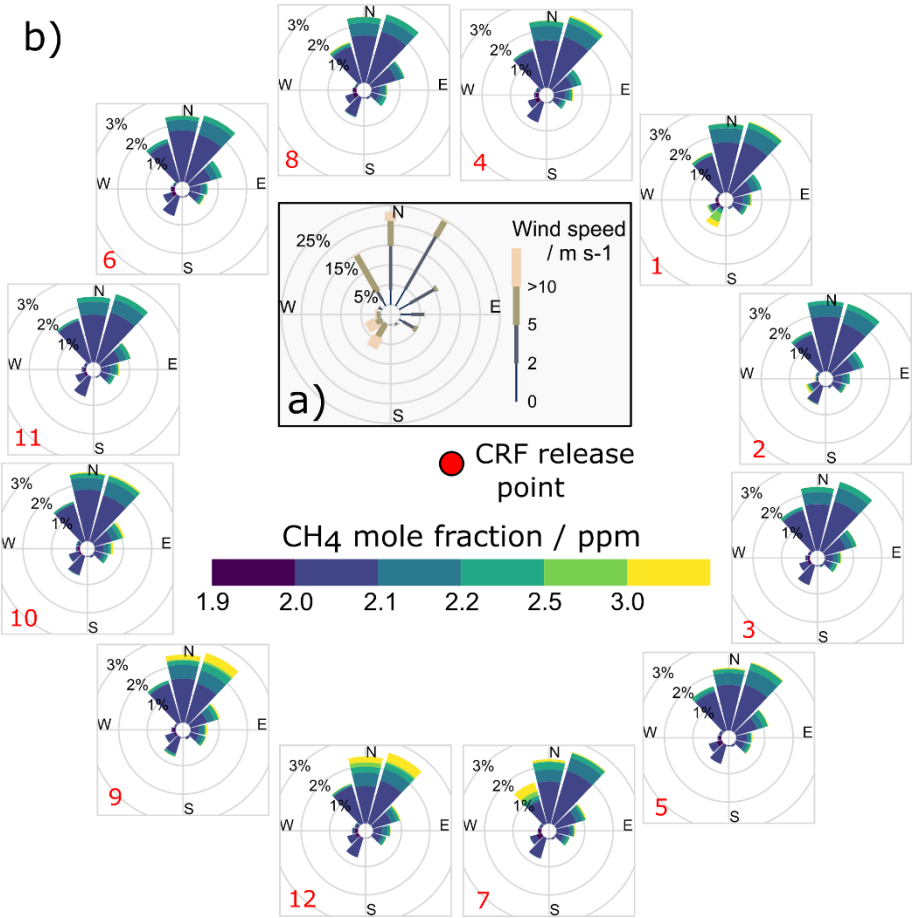 b)
N
3%
2%
1%
W
E
S
8
N
3%
2%
1%
W
E
S
4
N
3%
2%
1%
W
E
S
6
N
3%
2%
1%
W
E
S
1
N
25%
15%
5%
W
E
S
a)
Wind speed
/ m s-1
>10
5
2
0
N
3%
2%
1%
W
E
S
11
N
3%
2%
1%
W
E
S
2
CRF release
point
N
3%
2%
1%
W
E
S
10
CH4 mole fraction / ppm
1.9
2.0
2.1
2.2
2.5
3.0
N
3%
2%
1%
W
E
S
3
N
3%
2%
1%
W
E
S
9
N
3%
2%
1%
W
E
S
5
N
3%
2%
1%
W
E
S
12
N
3%
2%
1%
W
E
S
7